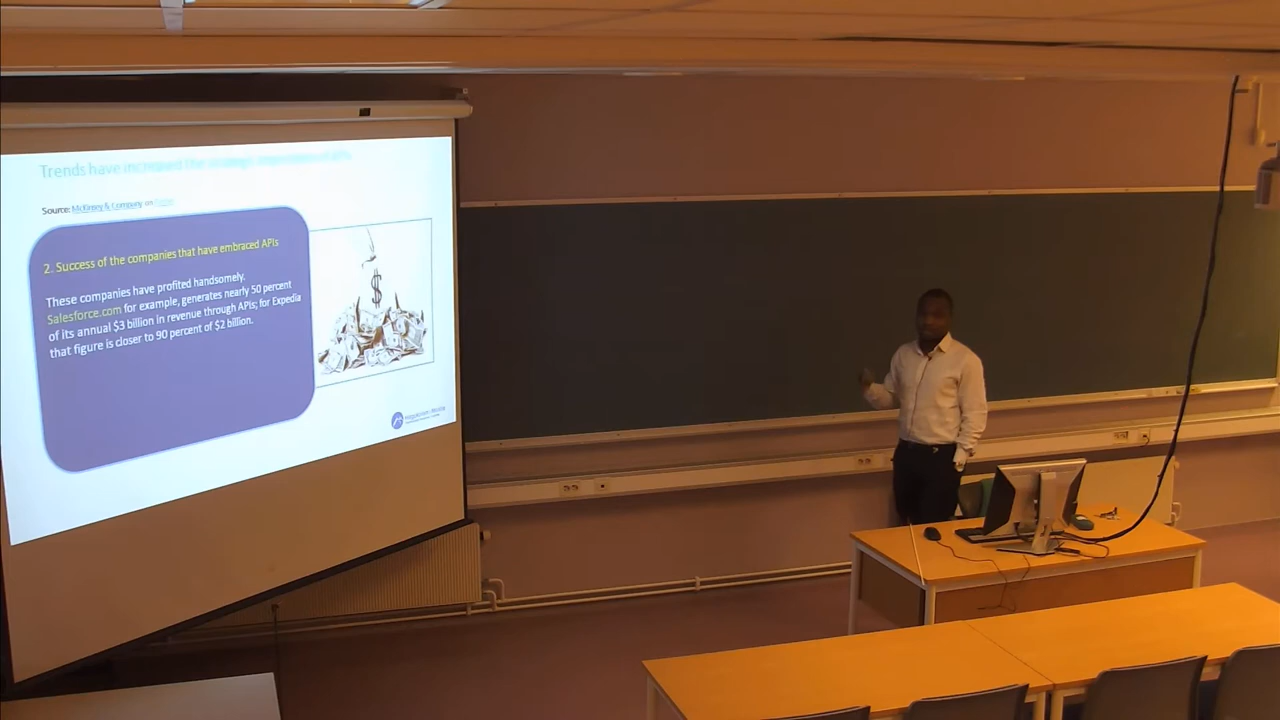 Trends have increased the strategic importance of APIs
Source: McKinsey & Company on
2. Success of the companies that have embraced APIs
These companies have profited handsomely.
Salesforce.com for example, generates nearly 50 percent
of its annual $3 billion in revenue through APIs; for Expedia
that figure is closer to 90 percent of $2 billion.
$